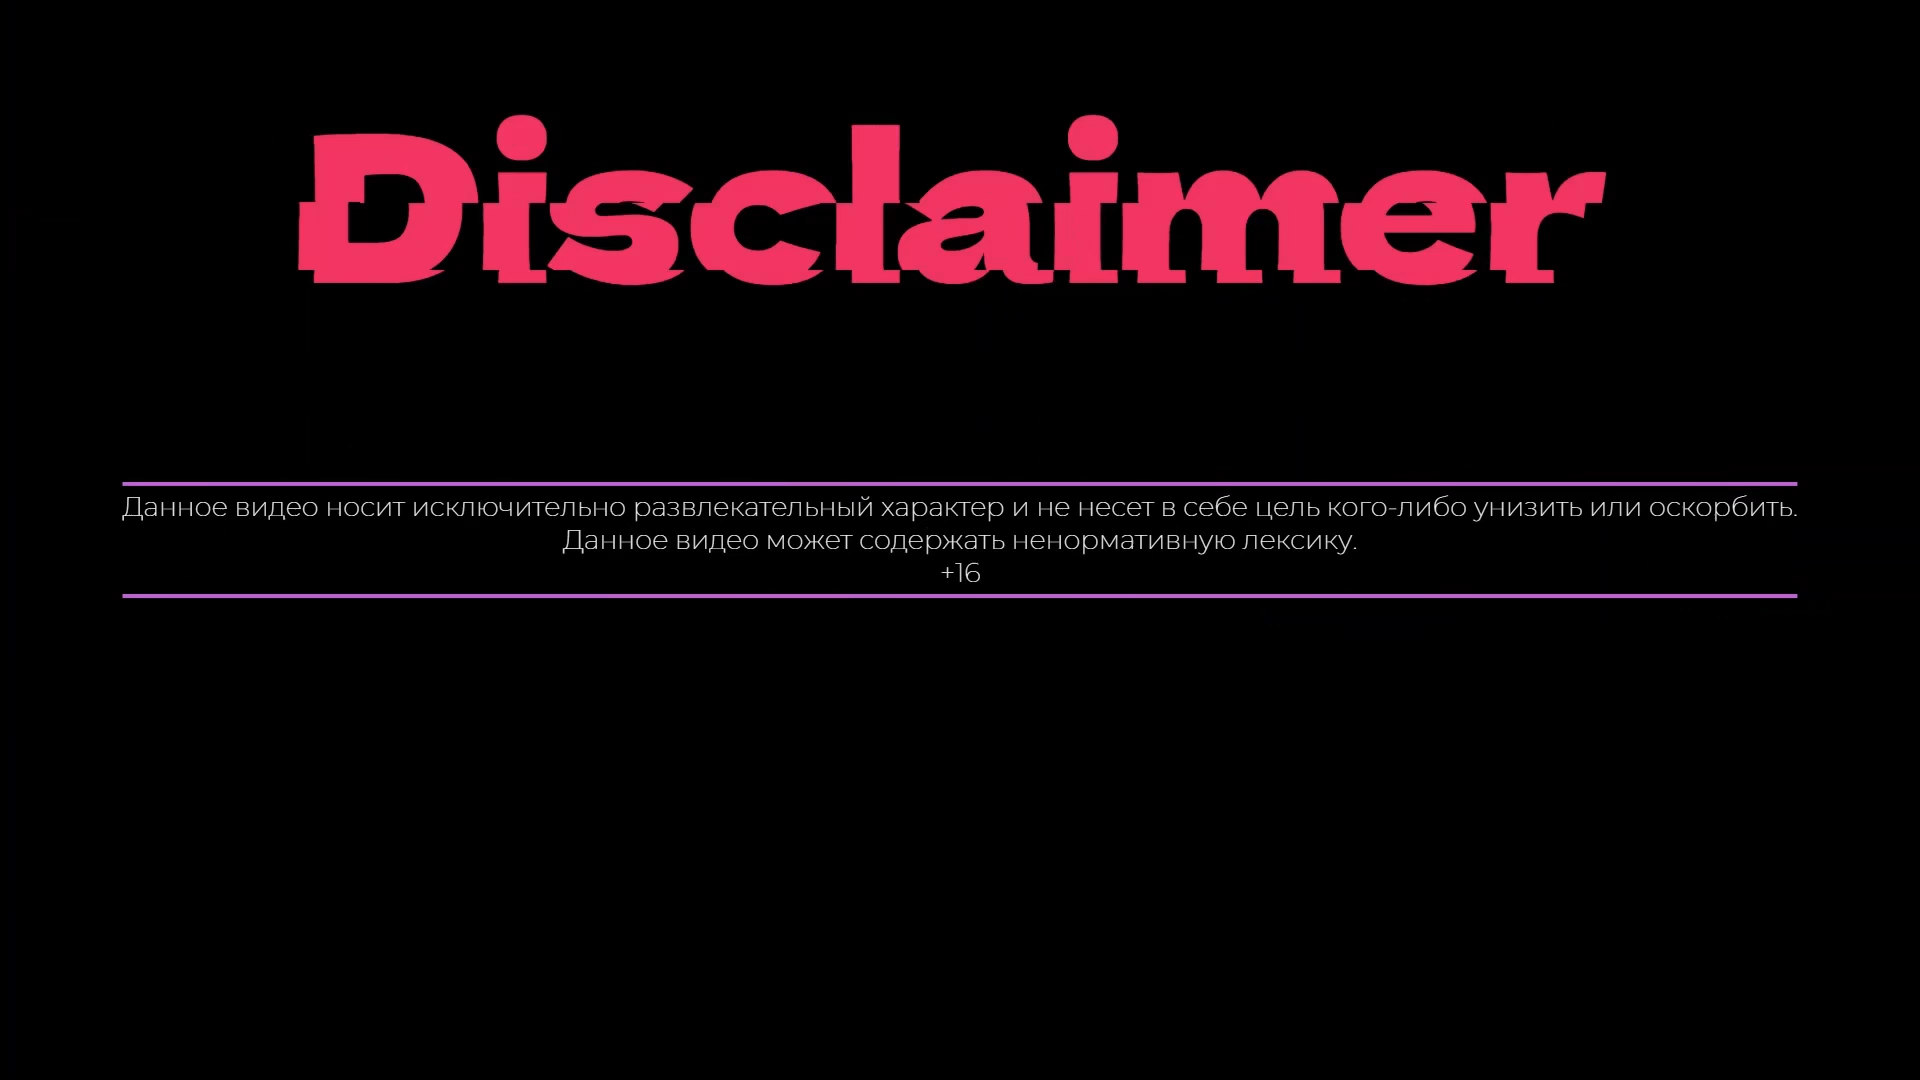 Disclaimer
Данное видео носит исключительно развлекательный характер и не несет в себе цель кого-либо унизить или оскорбить.
Данное видео может содержать ненормативную лексику.
+16